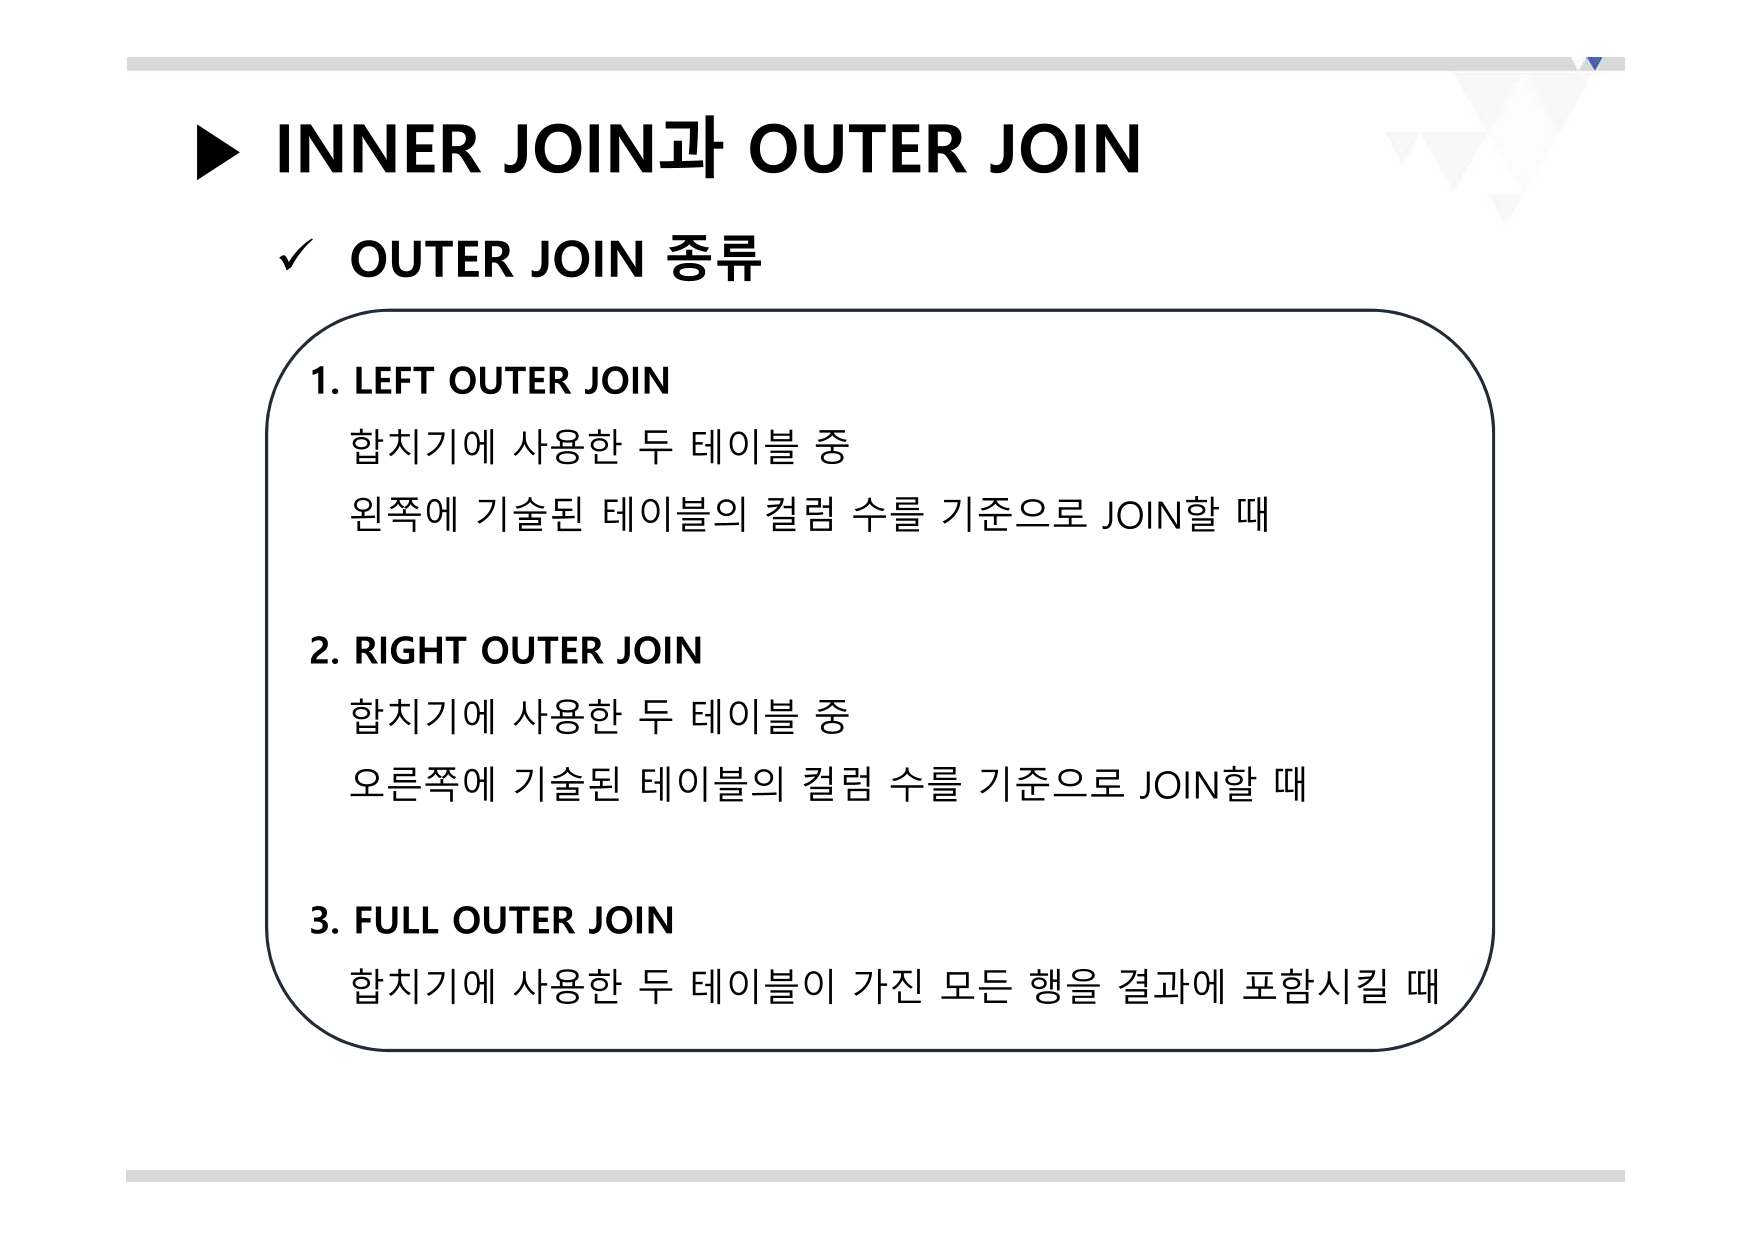 INNER JOIN과 OUTER JOIN
✓ OUTER JOIN 종류
1. LEFT OUTER JOIN
합치기에 사용한 두 테이블 중
왼쪽에 기술된 테이블의 컬럼 수를 기준으로 JOIN할 때
2. RIGHT OUTER JOIN
합치기에 사용한 두 테이블 중
오른쪽에 기술된 테이블의 컬럼 수를 기준으로 JOIN할 때
3. FULL OUTER JOIN
합치기에 사용한 두 테이블이 가진 모든 행을 결과에 포함시킬 때